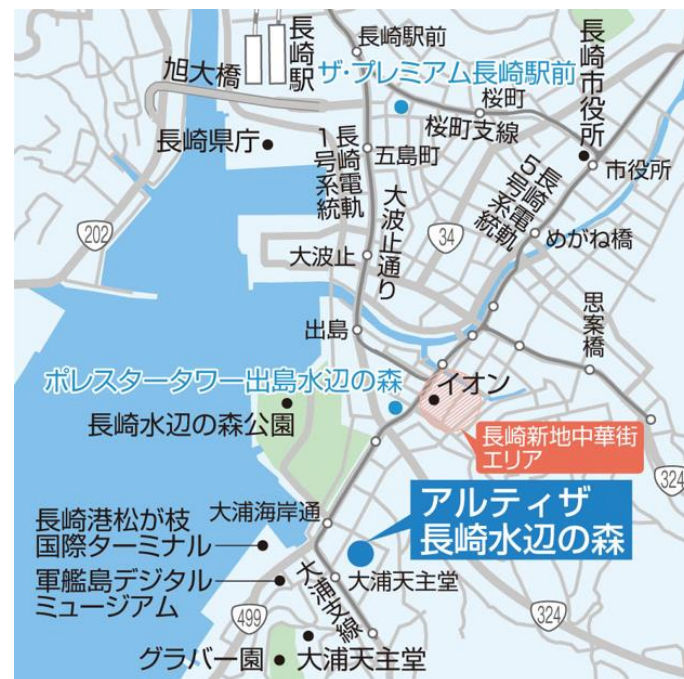 長崎駅
長崎駅前
ザ・プレミアム長崎駅前
旭大橋
桜町
長崎市役所
桜町支線
長崎県庁
長崎電軌
1号系統
五島町
市役所
長崎電軌
5号系統
大波止通り
202
34
めがね橋
大波止
思案橋
出島
ポレスタータワー出島水辺の森
イオン
長崎水辺の森公園
長崎新地中華街
エリア
324
アルティザ
長崎水辺の森
大浦海岸通
長崎港松が枝
国際ターミナル
軍艦島デジタル
ミュージアム
大浦天主堂
大浦支線
499
324
グラバー園
大浦天主堂